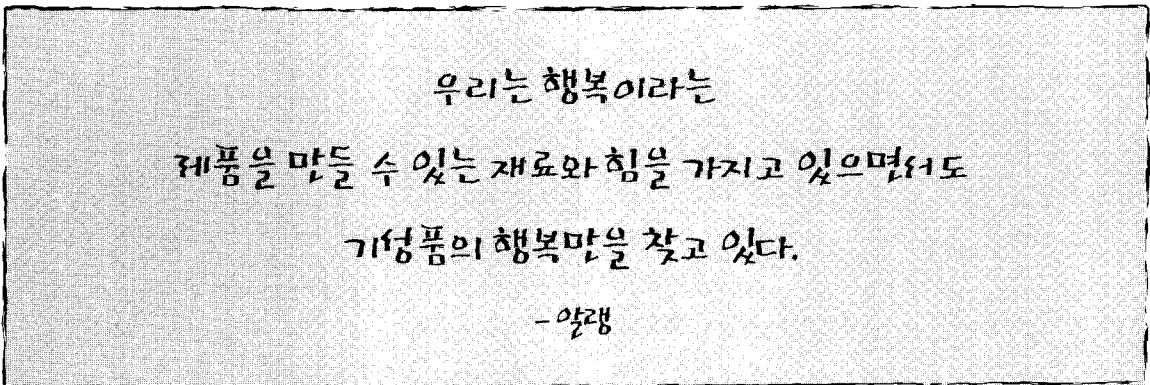 우리는 행복이라는
제품을 만들 수 있는 재료와 힘을 가지고 있으면서도
기성품의 행복만을 찾고 있다.
-알랭